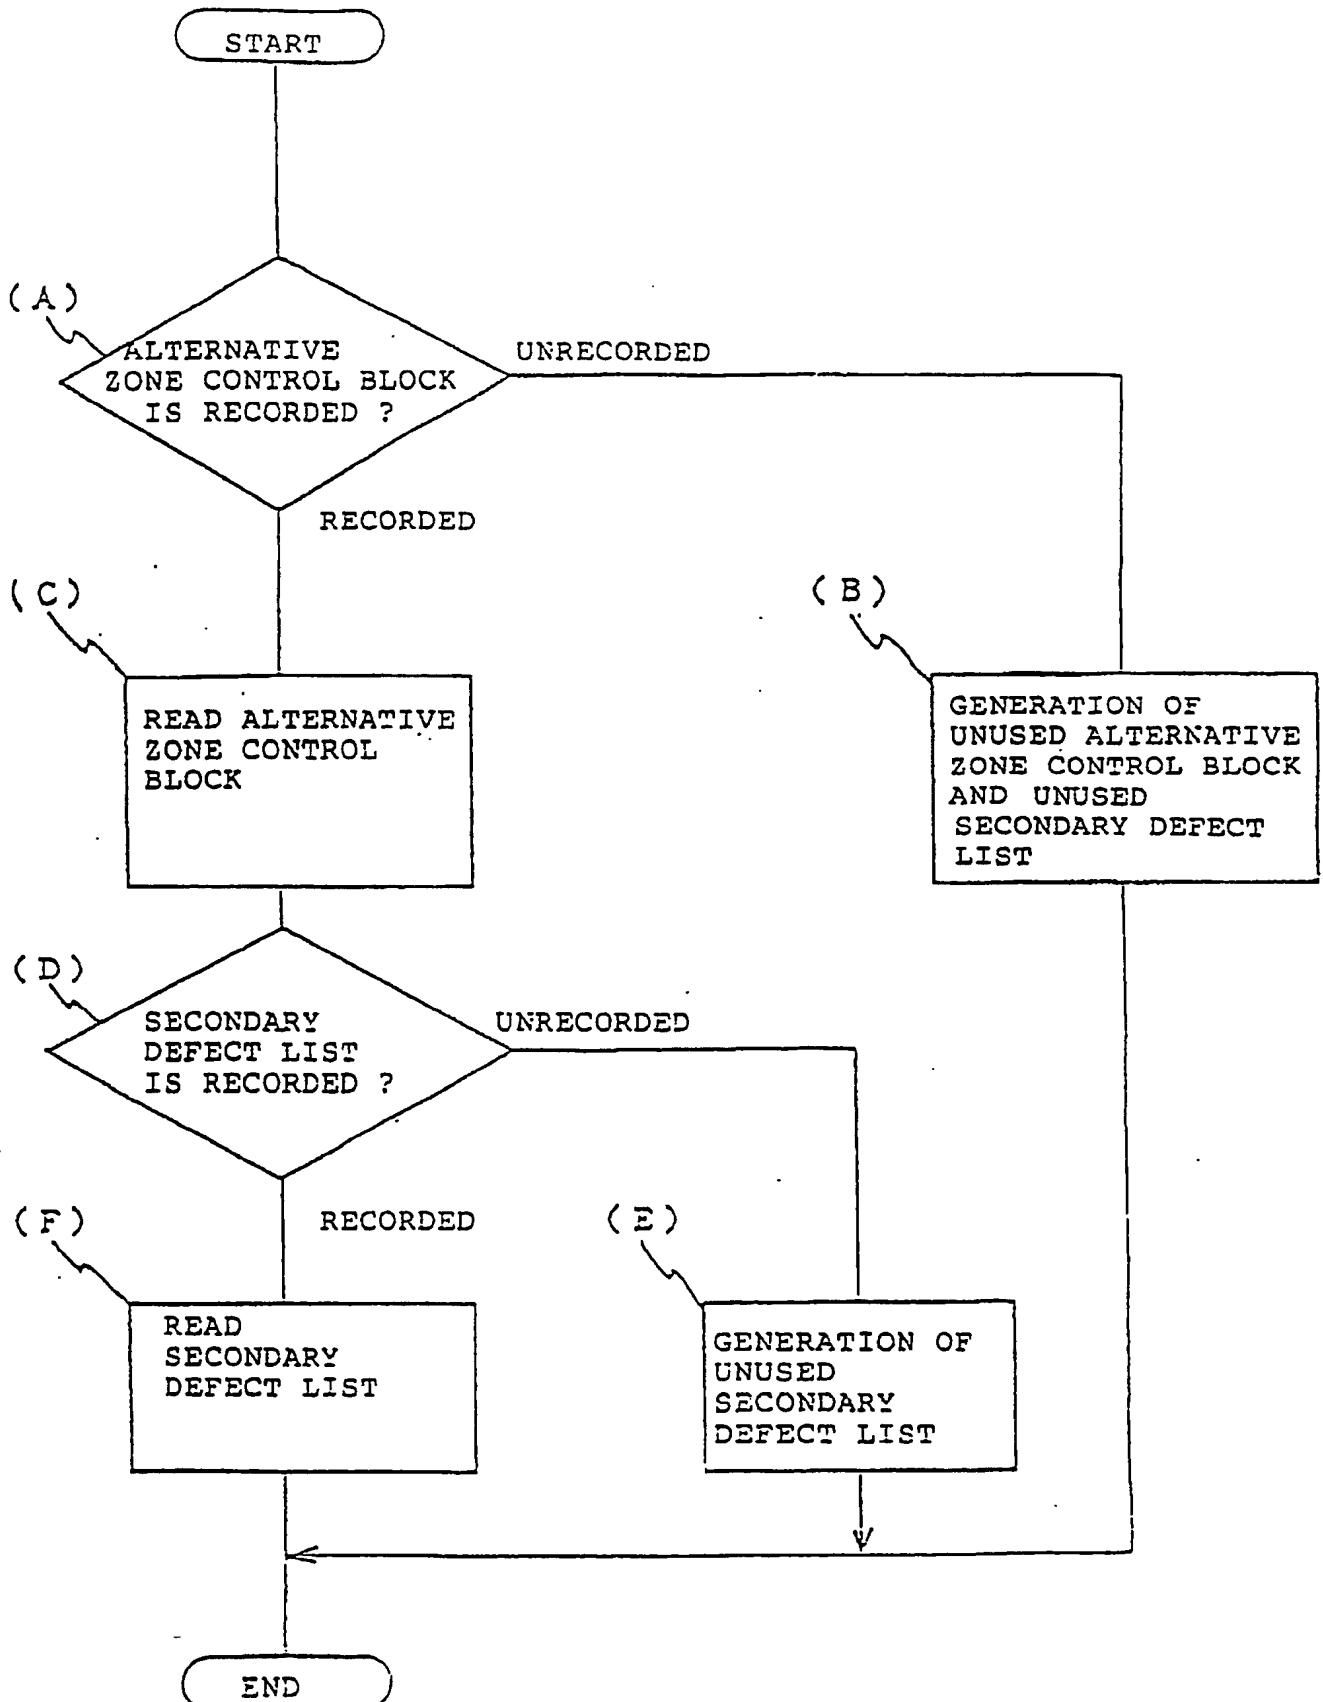 START
(A)
ALTERNATIVE
ZONE CONTROL BLOCK
IS RECORDED ?
UNRECORDED
RECORDED
(C)
READ ALTERNATIVE
ZONE CONTROL
BLOCK
(B)
GENERATION OF
UNUSED ALTERNATIVE
ZONE CONTROL BLOCK
AND UNUSED
SECONDARY DEFECT
LIST
(D)
SECONDARY
DEFECT LIST
IS RECORDED ?
UNRECORDED
RECORDED
(F)
READ
SECONDARY
DEFECT LIST
(E)
GENERATION OF
UNUSED
SECONDARY
DEFECT LIST
END